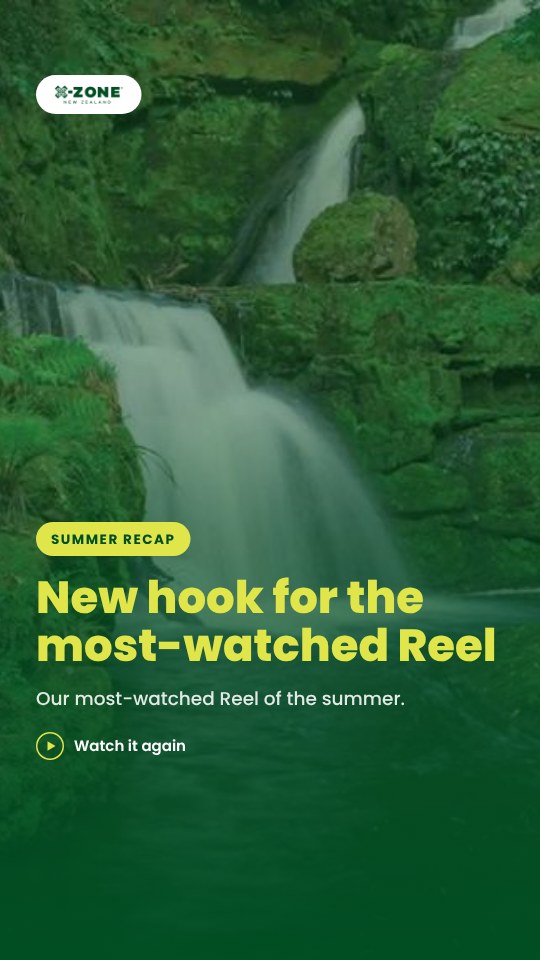 -ZONE
NEW ZEALAND
SUMMER RECAP
New hook for the
most-watched Reel
Our most-watched Reel of the summer.
Watch it again